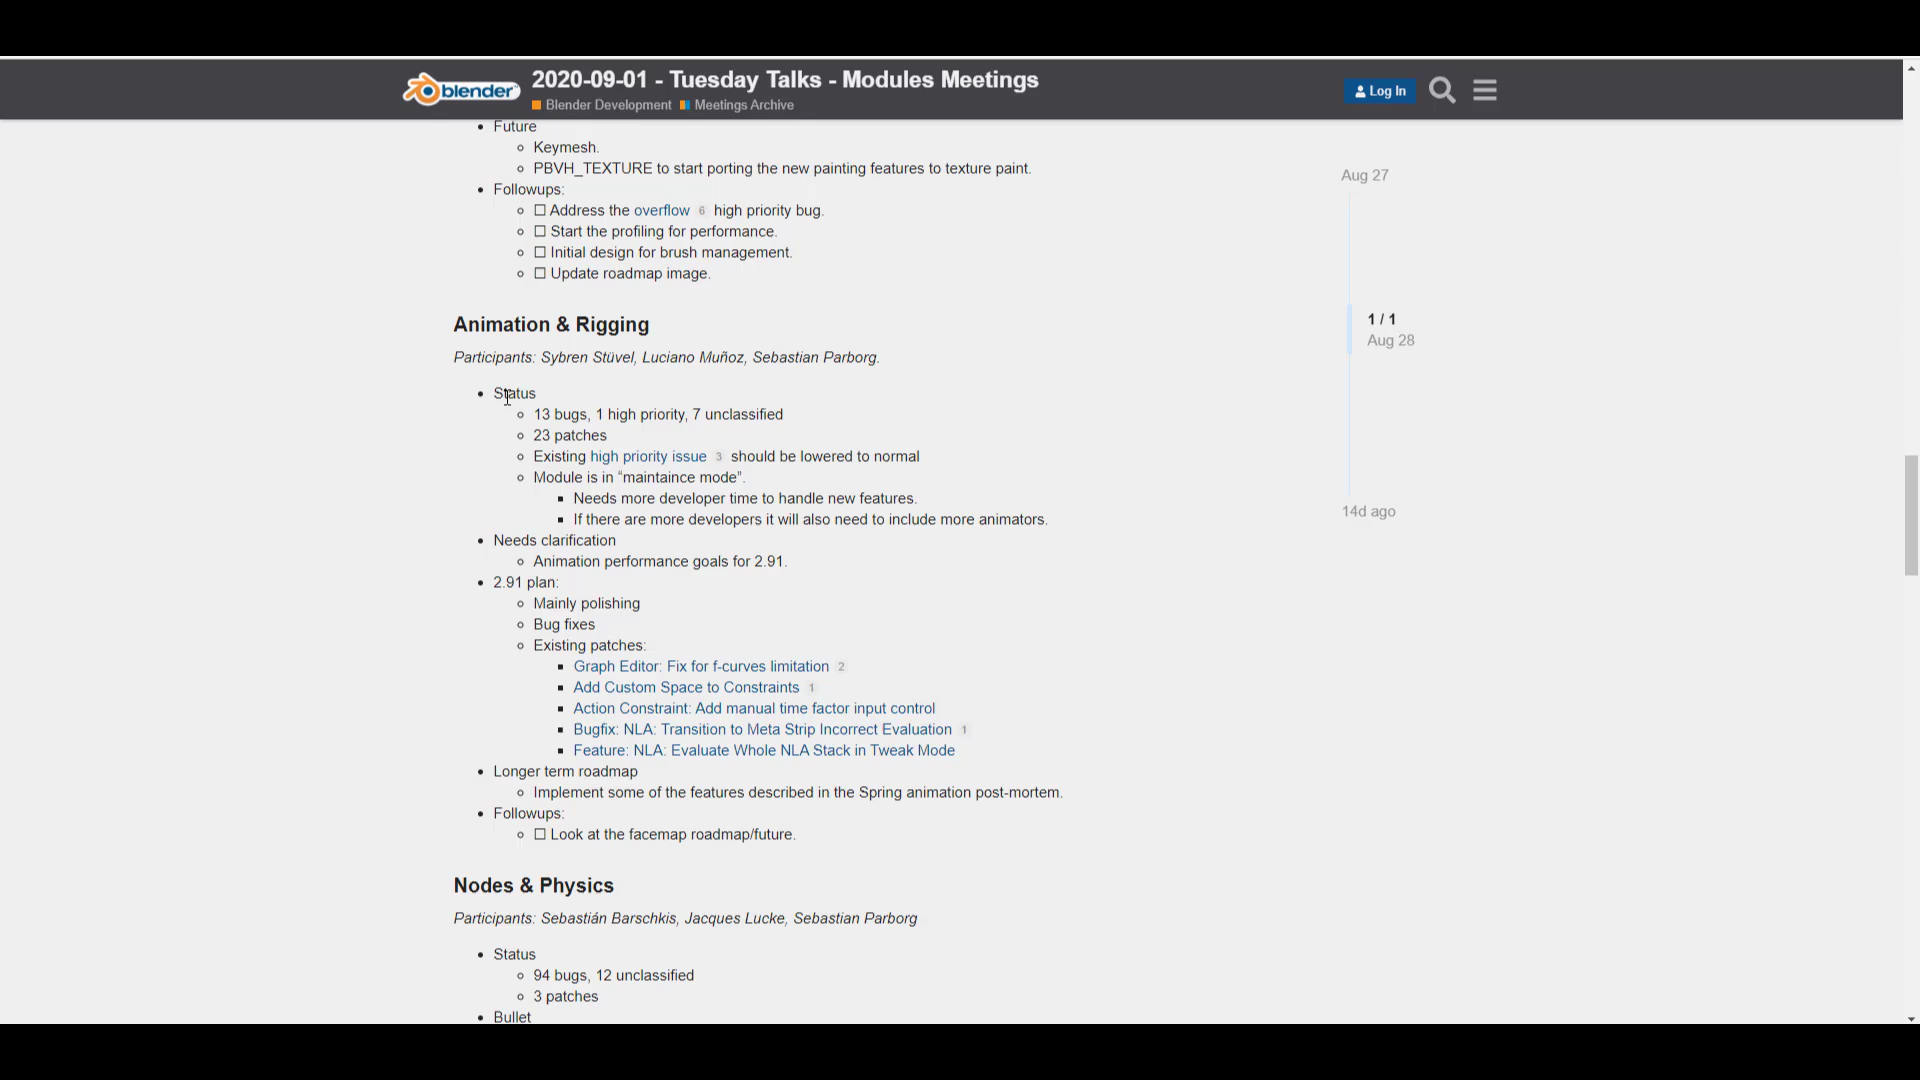 blender
2020-09-01 - Tuesday Talks - Modules Meetings
Blender Development Meetings Archive
Log In
Future
Keymesh.
PBVH_TEXTURE to start porting the new painting features to texture paint.
Followups:
☐ Address the overflow 6 high priority bug.
☐ Start the profiling for performance.
☐ Initial design for brush management.
☐ Update roadmap image.
Animation & Rigging
Participants: Sybren Stüvel, Luciano Muñoz, Sebastian Parborg.
Status
13 bugs, 1 high priority, 7 unclassified
23 patches
Existing high priority issue 3 should be lowered to normal
Module is in “maintaince mode”.
Needs more developer time to handle new features.
If there are more developers it will also need to include more animators.
Needs clarification
Animation performance goals for 2.91.
2.91 plan:
Mainly polishing
Bug fixes
Existing patches:
Graph Editor: Fix for f-curves limitation 2
Add Custom Space to Constraints 1
Action Constraint: Add manual time factor input control
Bugfix: NLA: Transition to Meta Strip Incorrect Evaluation 1
Feature: NLA: Evaluate Whole NLA Stack in Tweak Mode
Longer term roadmap
Implement some of the features described in the Spring animation post-mortem.
Followups:
☐ Look at the facemap roadmap/future.
Nodes & Physics
Participants: Sebastián Barschkis, Jacques Lucke, Sebastian Parborg
Status
94 bugs, 12 unclassified
3 patches
Bullet
Aug 27
1 / 1
Aug 28
14d ago